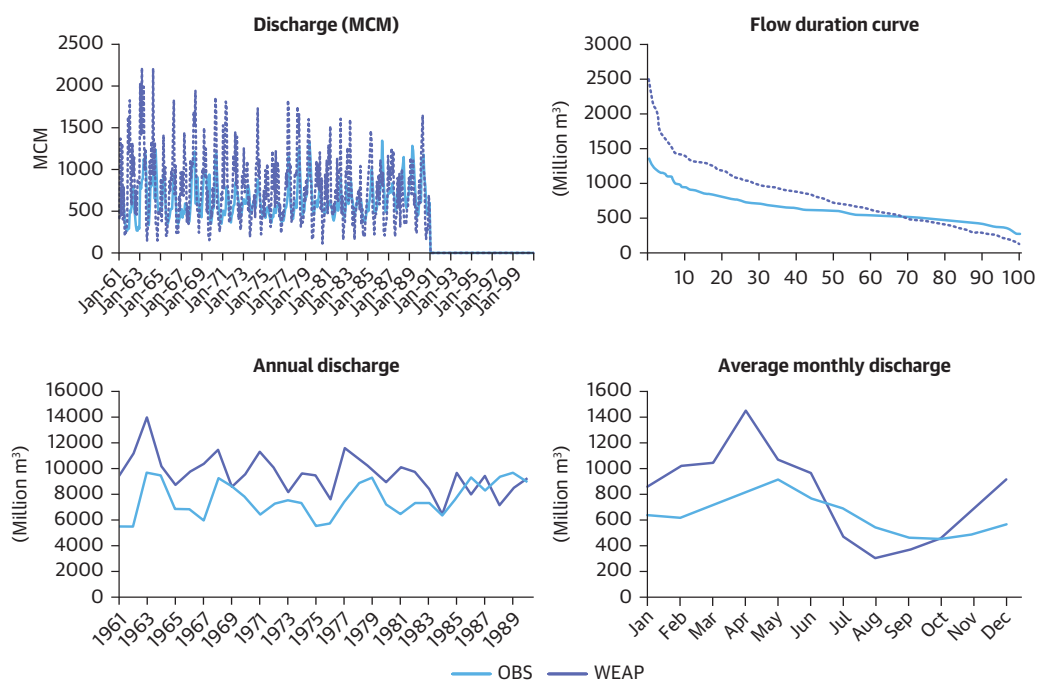 Discharge (MCM)
MCM
2500
2000
1500
1000
500
0
Jan-61
Jan-63
Jan-65
Jan-67
Jan-69
Jan-71
Jan-73
Jan-75
Jan-77
Jan-79
Jan-81
Jan-83
Jan-85
Jan-87
Jan-89
Jan-91
Jan-93
Jan-95
Jan-97
Jan-99
Flow duration curve
(Million m³)
3000
2500
2000
1500
1000
500
0
10 20 30 40 50 60 70 80 90 100
Annual discharge
(Million m³)
16000
14000
12000
10000
8000
6000
4000
2000
0
1961
1963
1965
1967
1969
1971
1973
1975
1977
1979
1981
1983
1985
1987
1989
Average monthly discharge
(Million m³)
1600
1400
1200
1000
800
600
400
200
0
Jan
Feb
Mar
Apr
May
Jun
Jul
Aug
Sep
Oct
Nov
Dec
OBS WEAP